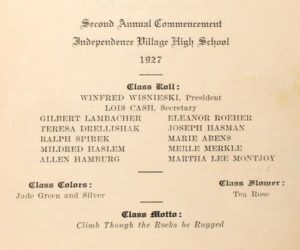 Second Annual Commencement
Independence Village High School
1927
Class Roll:
WINFRED WISNIESKI, President
LOIS CASH, Secretary
GILBERT LAMBACHER ELEANOR ROEHER
TERESA DRELLISHAK JOSEPH HASMAN
RALPH SPIREK MARIE ABENS
MILDRED HASLEM MERLE MERKLE
ALLEN HAMBURG MARTHA LEE MONTJOY
Class Colors: Class Flower:
Jade Green and Silver Tea Rose
Class Motto:
Climb Though the Rocks be Rugged